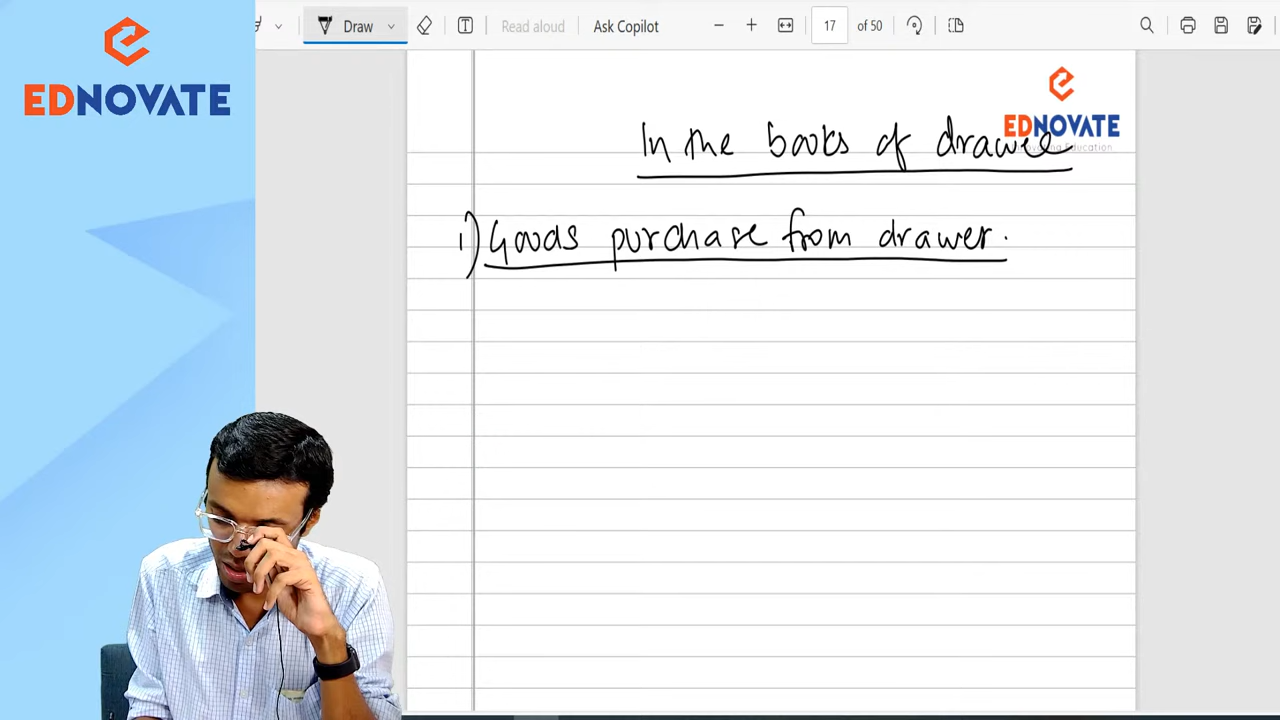 EDNOVATE
Draw
Read aloud
Ask Copilot
17
of 50
EDNOVATE
In the books of drawee
1) Goods purchase from drawer.